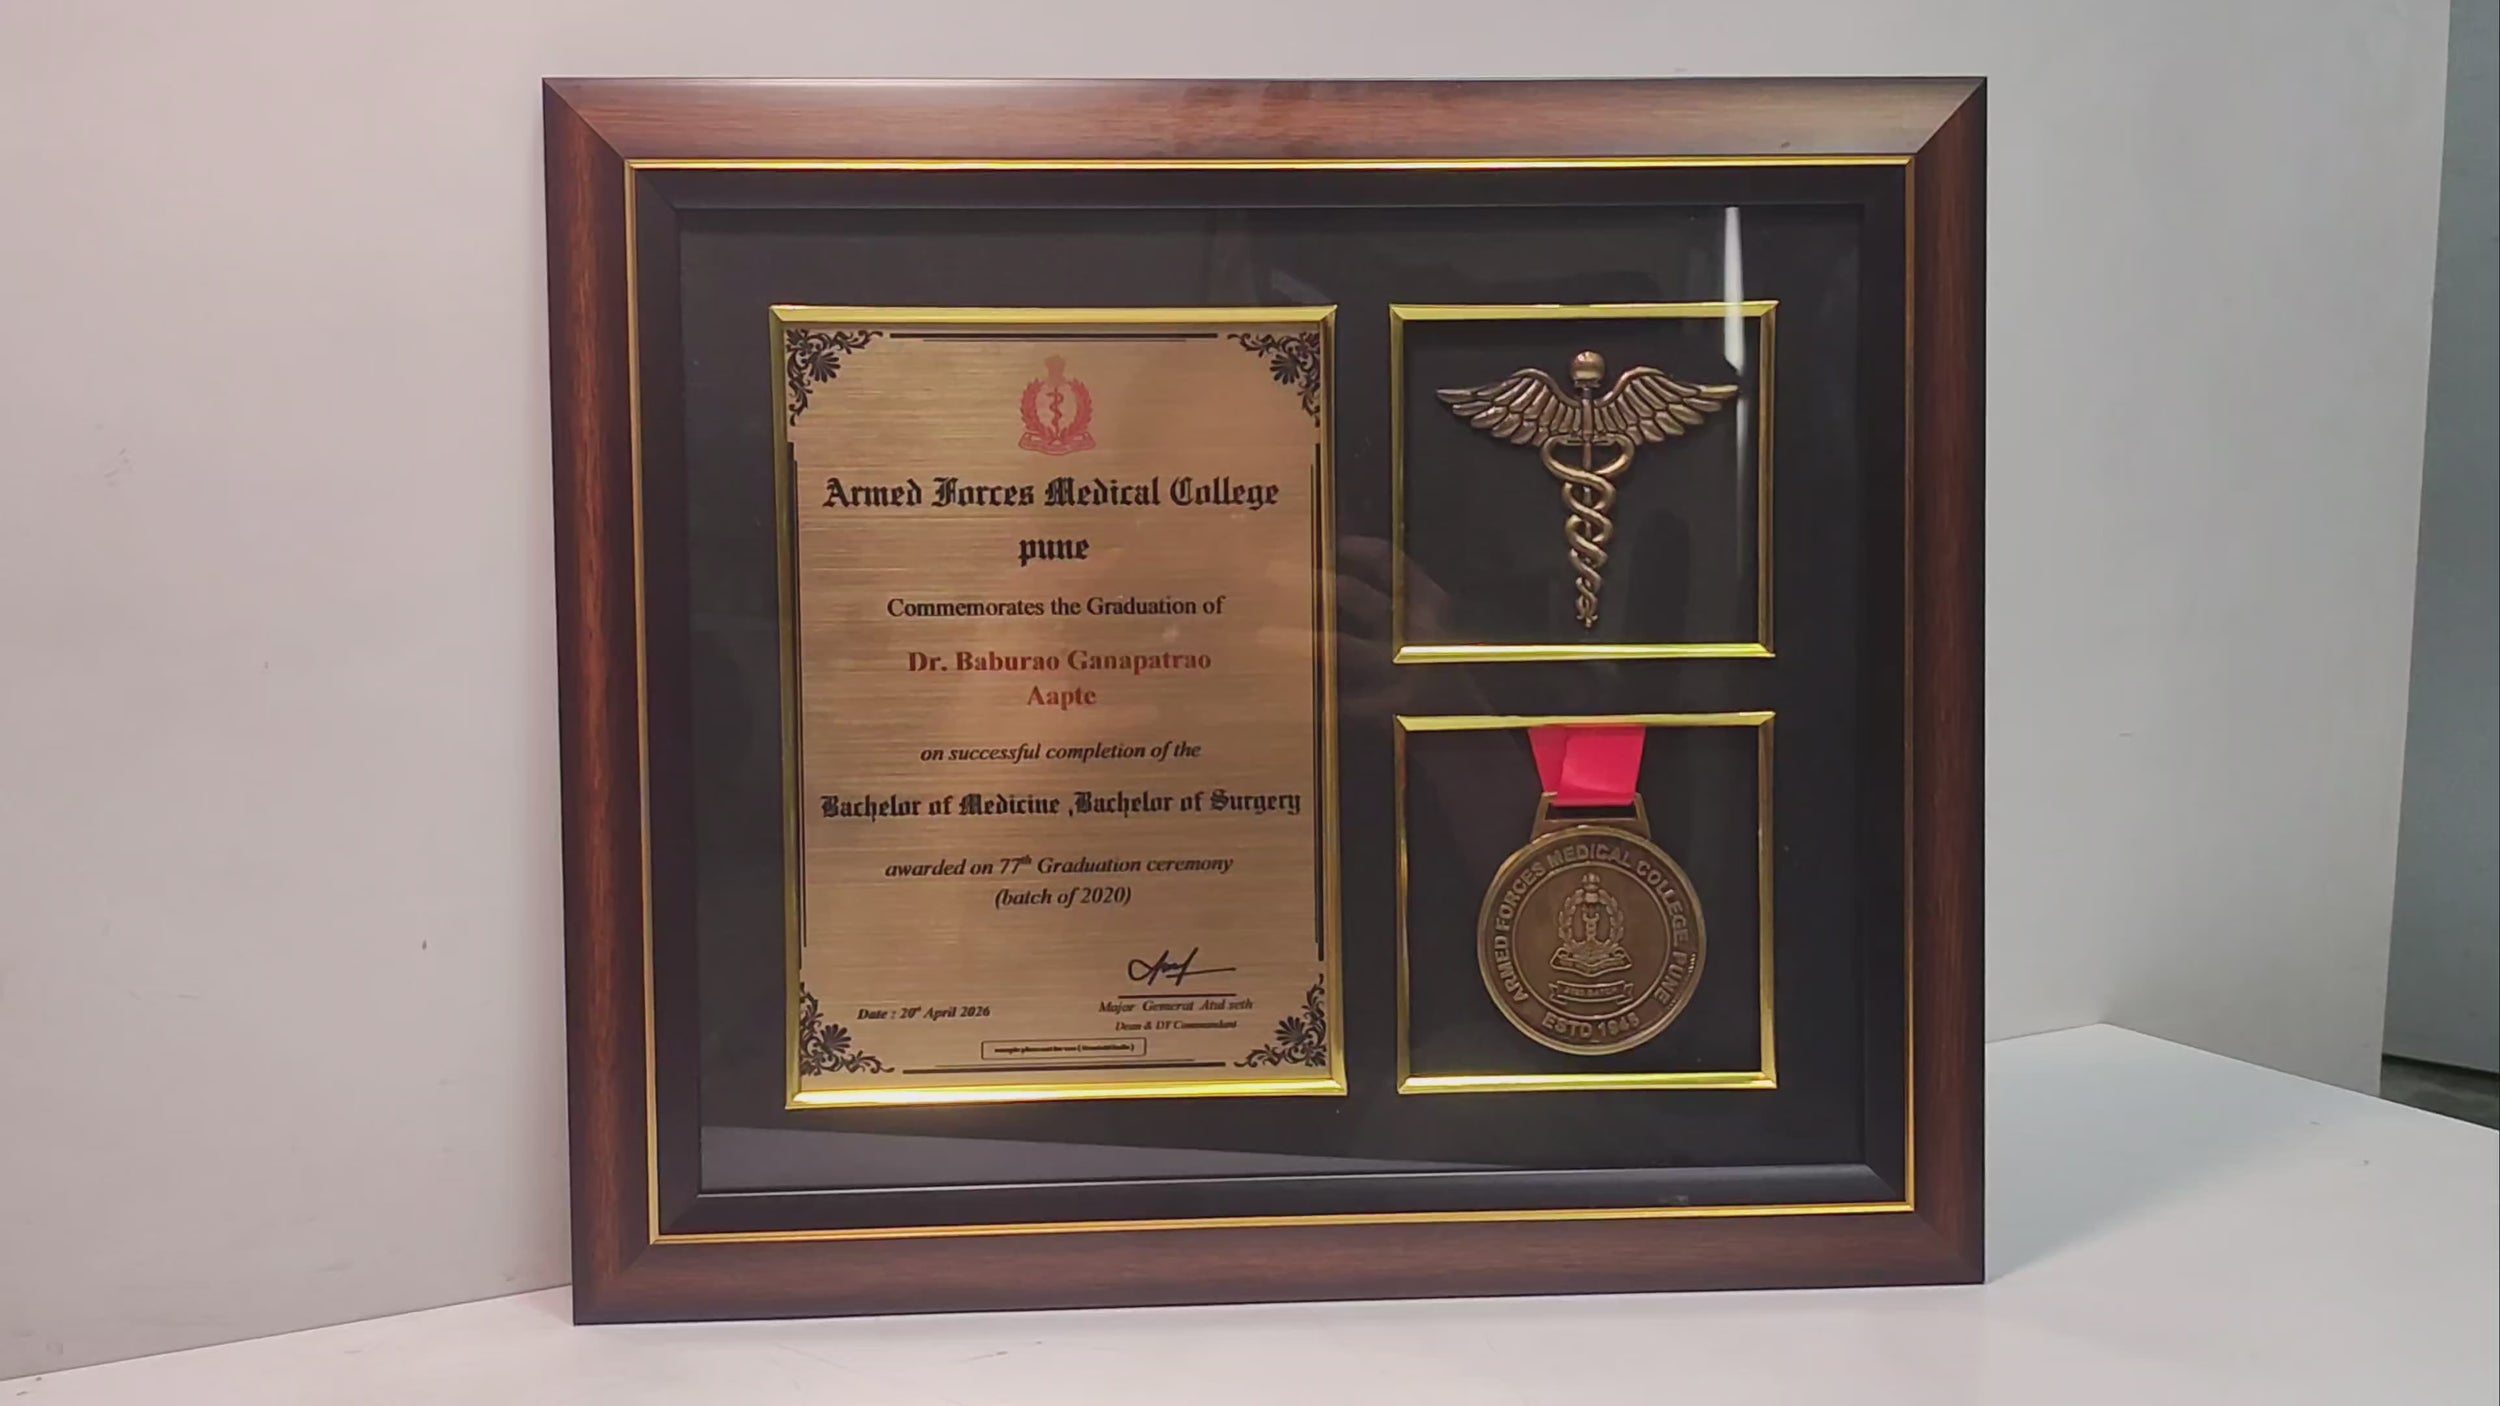 Armed Forces Medical College
pune
Commemorates the Graduation of
Dr. Baburao Ganapatrao
Aapte
on successful completion of the
Bachelor of Medicine ,Bachelor of Surgery
awarded on 77th Graduation ceremony
(batch of 2020)
Date : 20th April 2026
Major General Atul seth
Dean & DY Commandant
ARMED FORCES MEDICAL COLLEGE PUNE
2020 BATCH
ESTD 1948